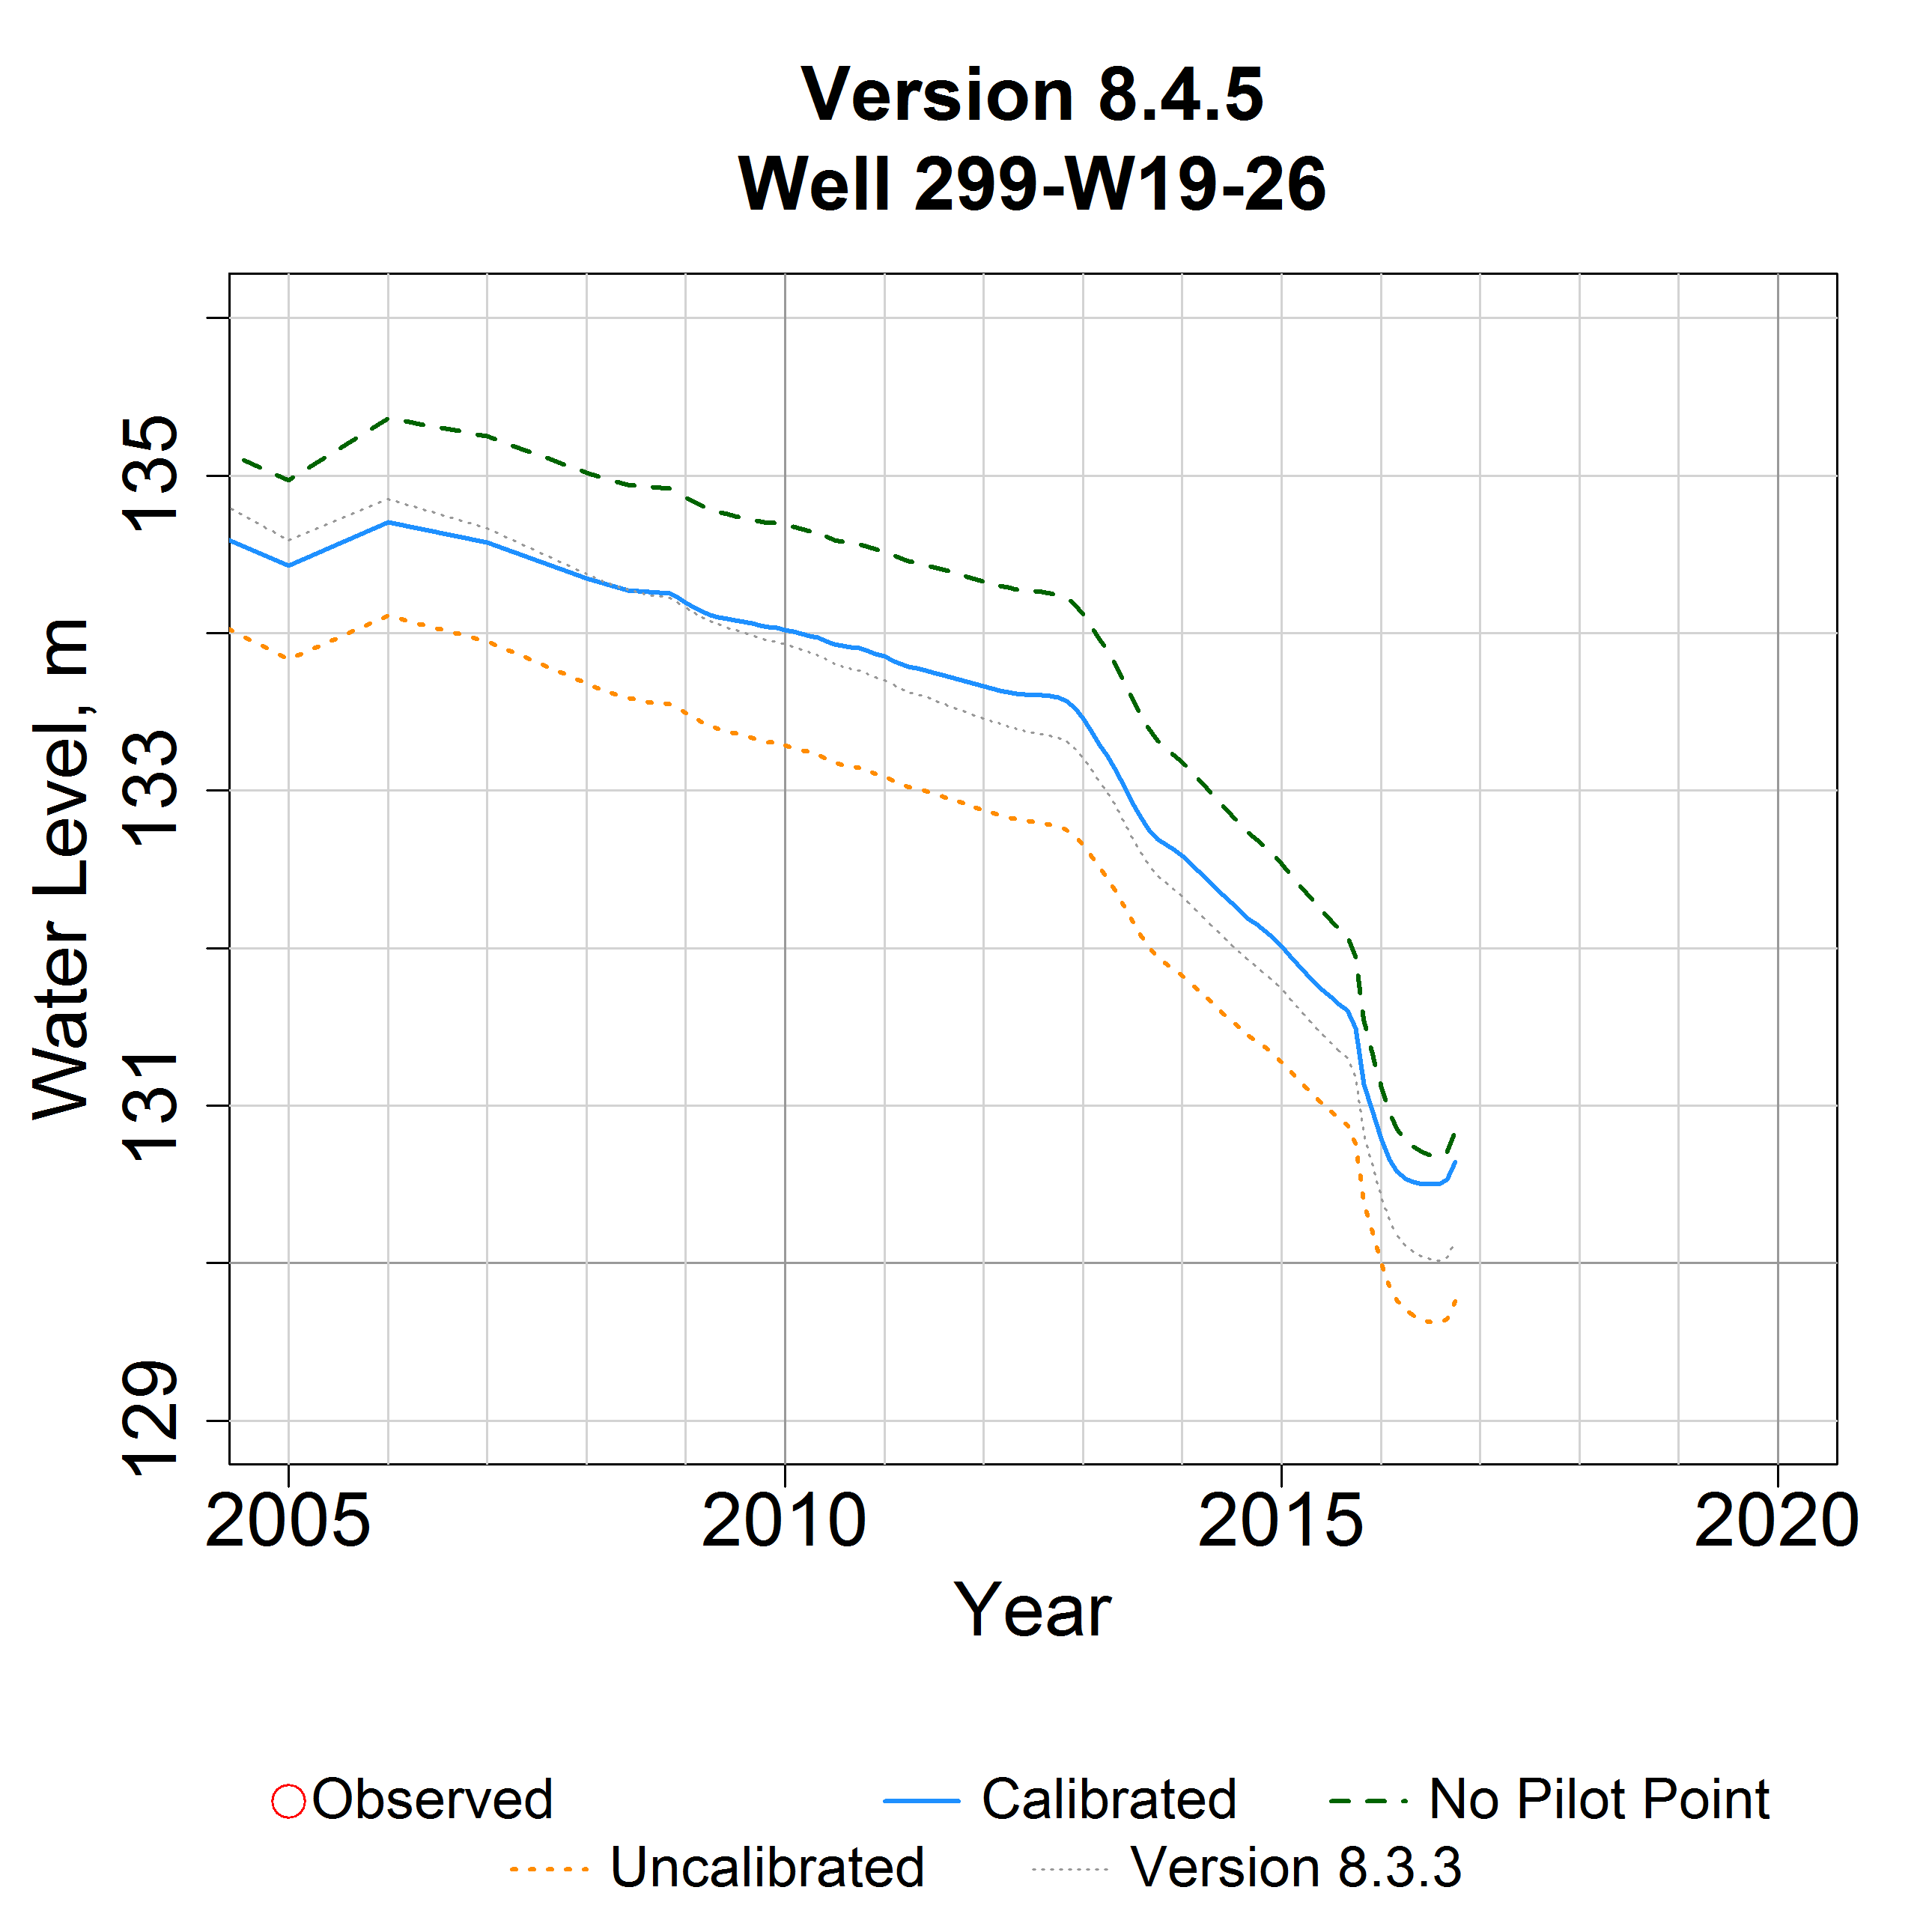 Version 8.4.5
Well 299-W19-26
Water Level, m
135
133
131
129
2005 2010 2015 2020
Year
Observed Calibrated No Pilot Point
Uncalibrated Version 8.3.3